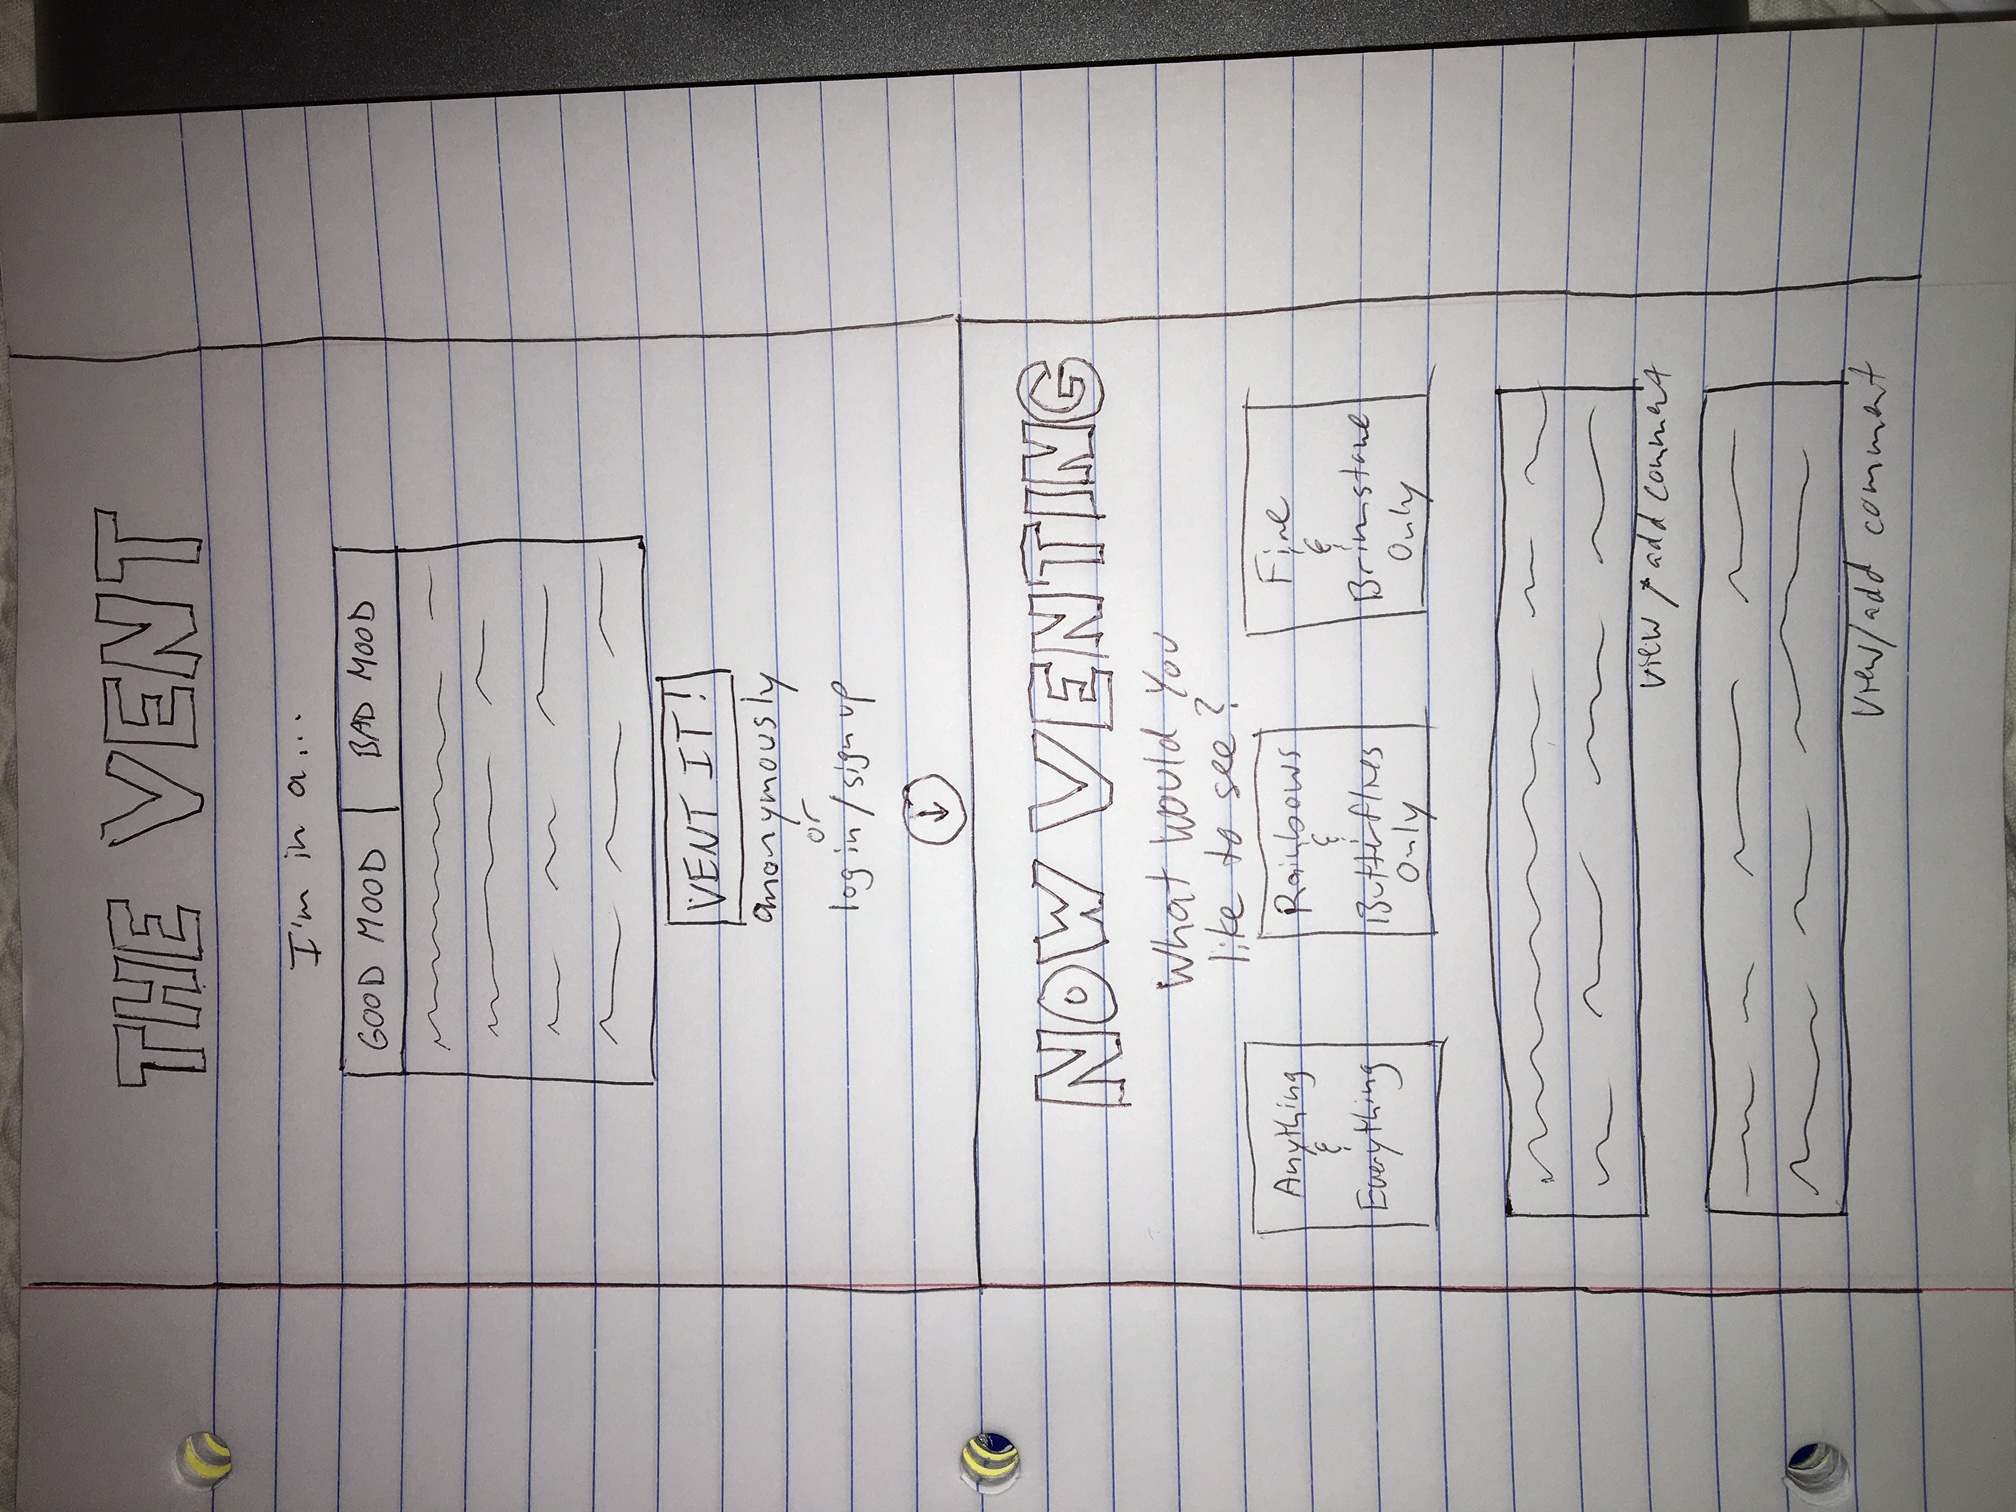 THE VENT
I'm in a...
GOOD MOOD BAD MOOD
VENT IT!
anonymously
or
log in / sign up
↓
NOW VENTING
What would You
like to see?
Anything & Everything
Rainbows & Butterflies Only
Fire & Brimstone Only
view / add comment
view/add comment